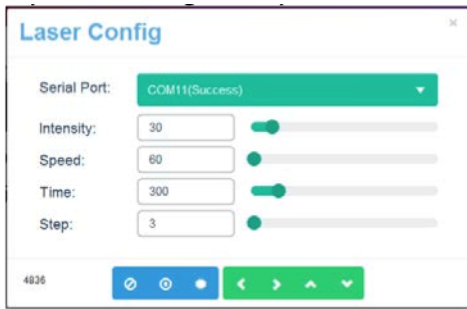 Laser Config
Serial Port: COM11(Success)
Intensity: 30
Speed: 60
Time: 300
Step: 3
4836